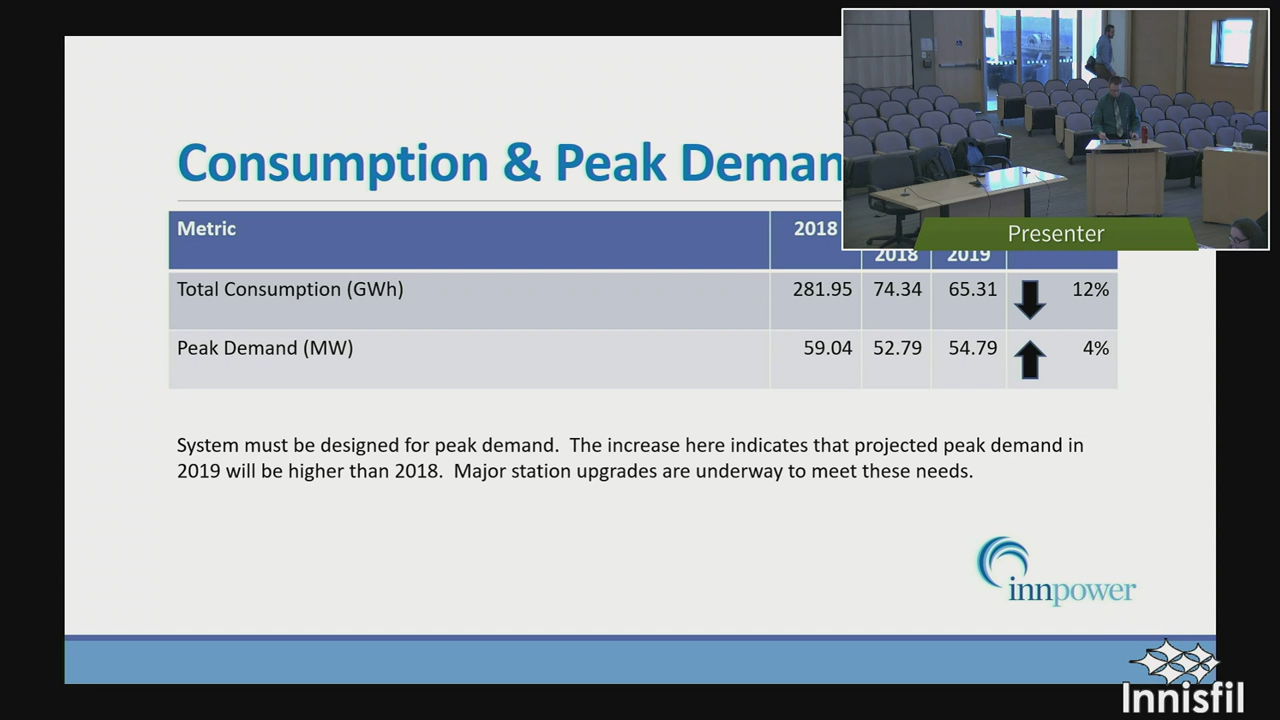 Consumption & Peak Deman
Metric 2018 2018 2019
Total Consumption (GWh) 281.95 74.34 65.31 12%
Peak Demand (MW) 59.04 52.79 54.79 4%
System must be designed for peak demand. The increase here indicates that projected peak demand in
2019 will be higher than 2018. Major station upgrades are underway to meet these needs.
innpower
Presenter
Innisfil